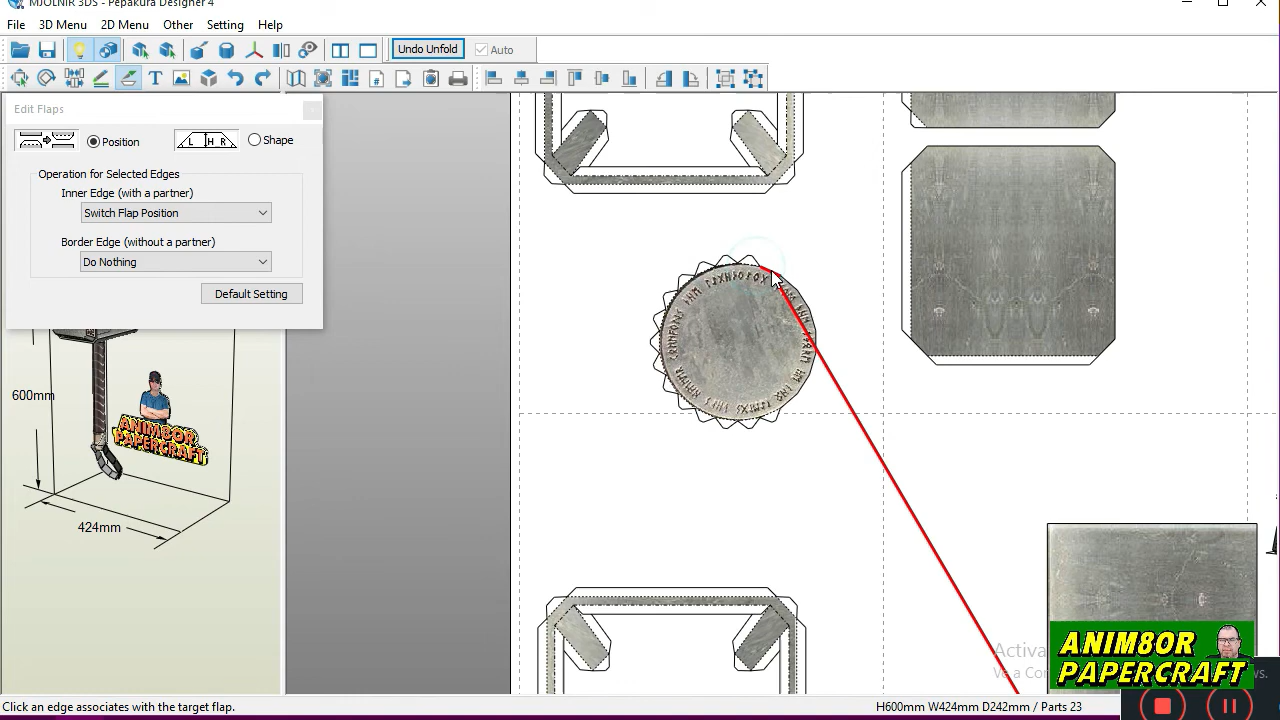 MJOLNIR 3DS - Pepakura Designer 4
File 3D Menu 2D Menu Other Setting Help
Undo Unfold Auto
Edit Flaps
Position L H R Shape
Operation for Selected Edges
Inner Edge (with a partner)
Switch Flap Position
Border Edge (without a partner)
Do Nothing
Default Setting
600mm
ANIM8OR
PAPERCRAFT
424mm
Activa
ANIM8OR
PAPERCRAFT
Click an edge associates with the target flap.
H600mm W424mm D242mm / Parts 23